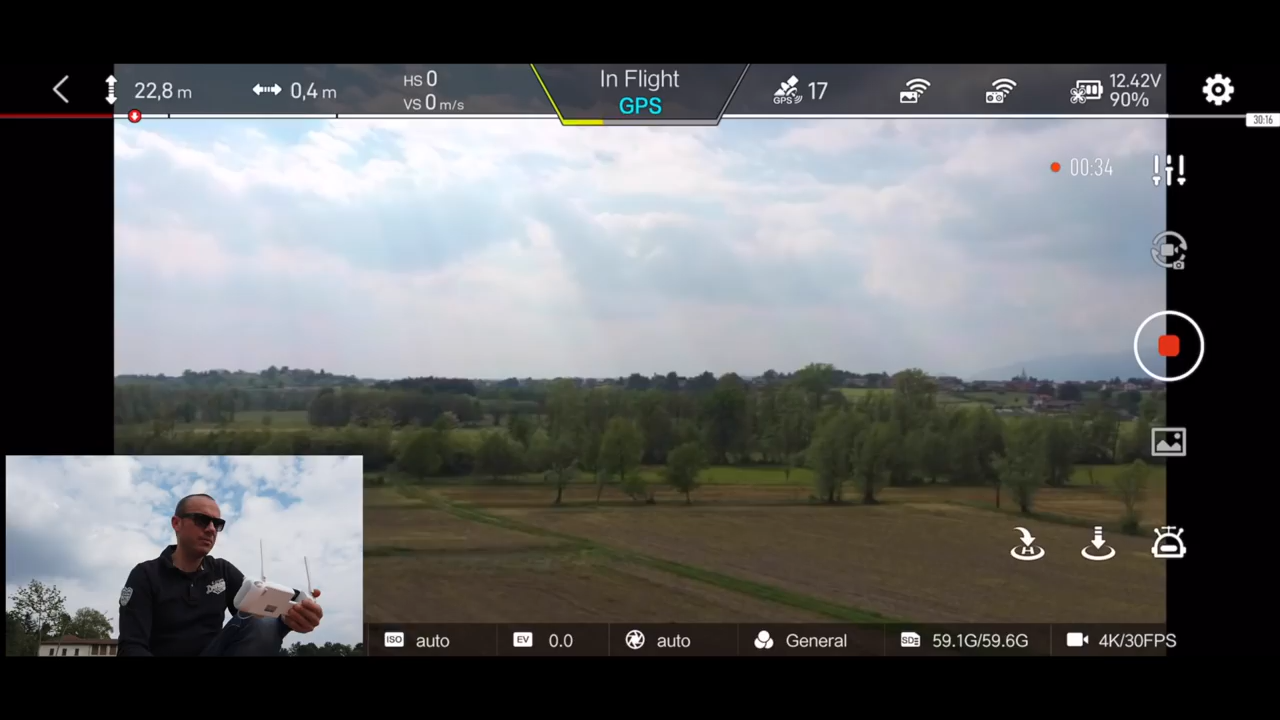 22,8 m
0,4 m
HS 0
VS 0 m/s
In Flight
GPS
GPS
17
12.42V
90%
30:16
00:34
H
ISO
auto
EV
0.0
auto
General
SD
59.1G/59.6G
4K/30FPS